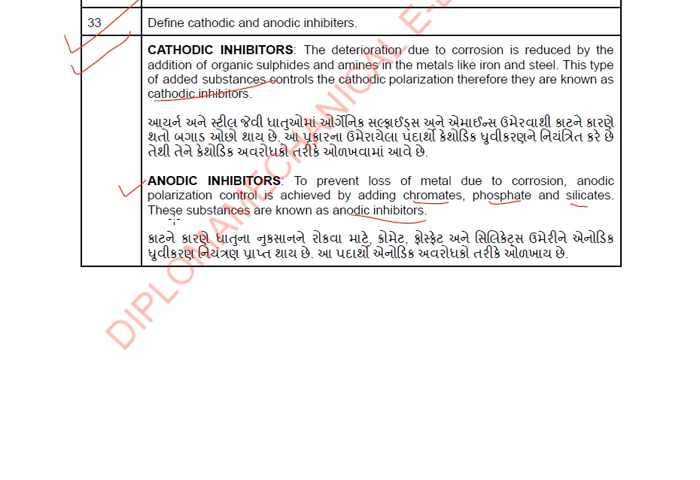 33 Define cathodic and anodic inhibiters.
CATHODIC INHIBITORS: The deterioration due to corrosion is reduced by the
addition of organic sulphides and amines in the metals like iron and steel. This type
of added substances controls the cathodic polarization therefore they are known as
cathodic inhibitors.
આયર્ન અને સ્ટીલ જેવી ધાતુઓમાં ઓર્ગેનિક સલ્ફાઈડ્સ અને એમાઈન્સ ઉમેરવાથી કાટને કારણે
થતો બગાડ ઓછો થાય છે. આ પ્રકારના ઉમેરાયેલા પદાર્થો કેથોડિક ધ્રુવીકરણને નિયંત્રિત કરે છે
તેથી તેને કેથોડિક અવરોધકો તરીકે ઓળખવામાં આવે છે.
ANODIC INHIBITORS: To prevent loss of metal due to corrosion, anodic
polarization control is achieved by adding chromates, phosphate and silicates.
These substances are known as anodic inhibitors.
કાટને કારણે ધાતુના નુકસાનને રોકવા માટે, ક્રોમેટ, ફોસ્ફેટ અને સિલિકેટ્સ ઉમેરીને એનોડિક
ધ્રુવીકરણ નિયંત્રણ પ્રાપ્ત થાય છે. આ પદાર્થો એનોડિક અવરોધકો તરીકે ઓળખાય છે.
DIPLOMAMECHANICAL E-